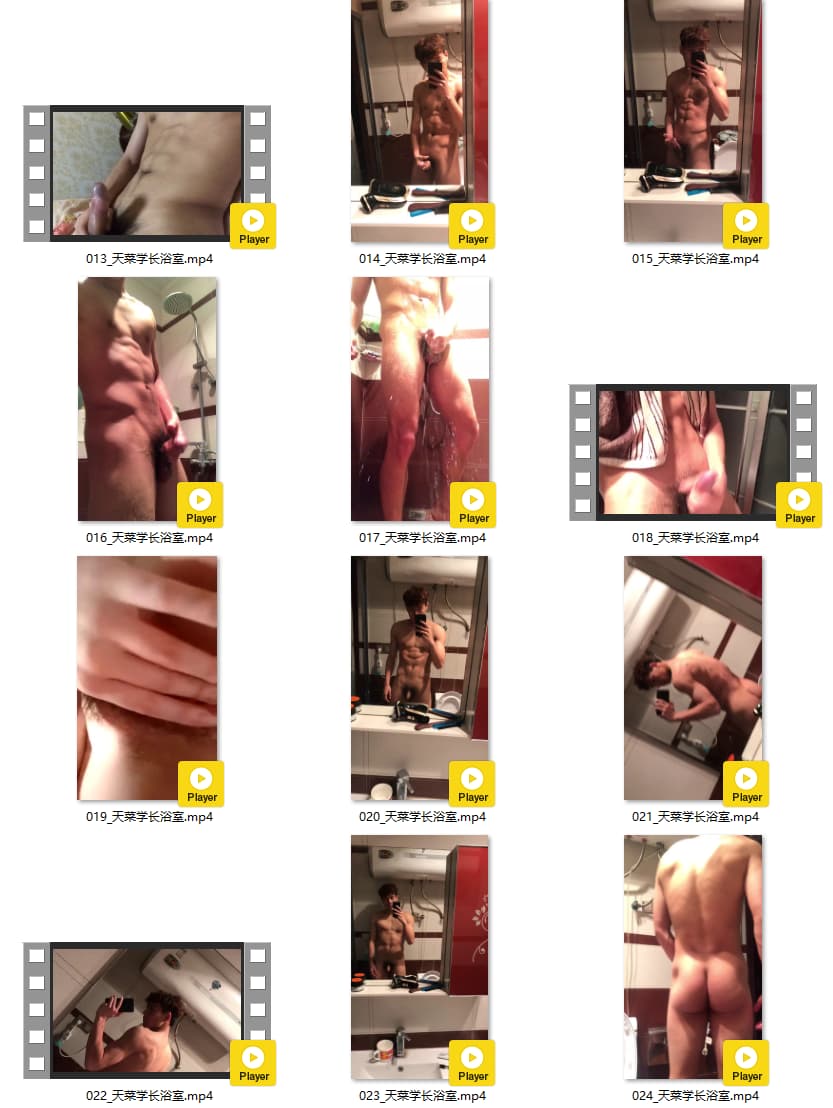 Player
013_天菜学长浴室.mp4
Player
014_天菜学长浴室.mp4
Player
015_天菜学长浴室.mp4
Player
016_天菜学长浴室.mp4
Player
017_天菜学长浴室.mp4
Player
018_天菜学长浴室.mp4
Player
019_天菜学长浴室.mp4
Player
020_天菜学长浴室.mp4
Player
021_天菜学长浴室.mp4
Player
022_天菜学长浴室.mp4
Player
023_天菜学长浴室.mp4
Player
024_天菜学长浴室.mp4